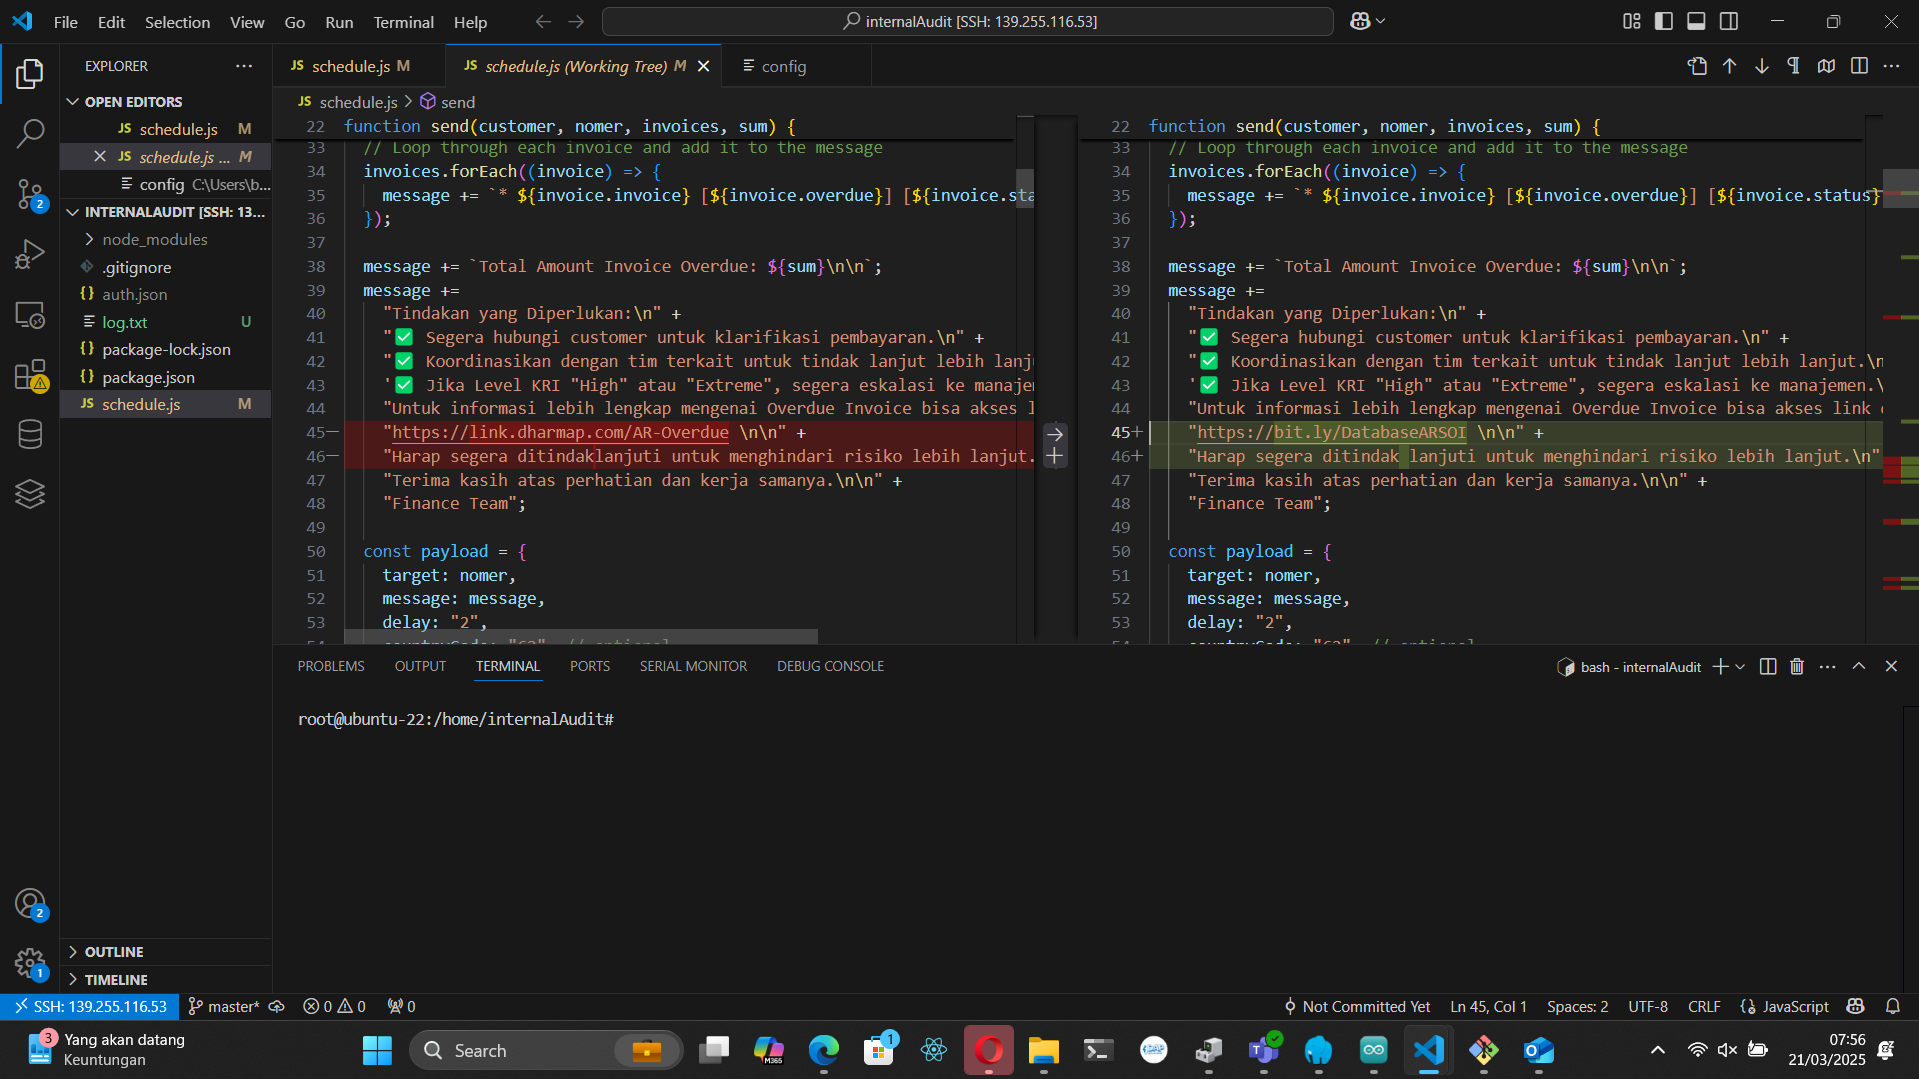 File Edit Selection View Go Run Terminal Help
internalAudit [SSH: 139.255.116.53]
EXPLORER
OPEN EDITORS
JS schedule.js M
JS schedule.js ... M
config C:\Users\b...
INTERNALAUDIT [SSH: 13...
node_modules
.gitignore
{} auth.json
log.txt U
{} package-lock.json
{} package.json
JS schedule.js M
OUTLINE
TIMELINE
2
2
1
JS schedule.js M
JS schedule.js (Working Tree) M
config
JS schedule.js > send
22 function send(customer, nomer, invoices, sum) {
33 // Loop through each invoice and add it to the message
34 invoices.forEach((invoice) => {
35 message += `* ${invoice.invoice} [${invoice.overdue}] [${invoice.sta
36 });
37
38 message += `Total Amount Invoice Overdue: ${sum}\n\n`;
39 message +=
40 "Tindakan yang Diperlukan:\n" +
41 "✅ Segera hubungi customer untuk klarifikasi pembayaran.\n" +
42 "✅ Koordinasikan dengan tim terkait untuk tindak lanjut lebih lanj
43 '✅ Jika Level KRI "High" atau "Extreme", segera eskalasi ke manajem
44 "Untuk informasi lebih lengkap mengenai Overdue Invoice bisa akses l
45− "https://link.dharmap.com/AR-Overdue \n\n" +
46− "Harap segera ditindaklanjuti untuk menghindari risiko lebih lanjut.
47 "Terima kasih atas perhatian dan kerja samanya.\n\n" +
48 "Finance Team";
49
50 const payload = {
51 target: nomer,
52 message: message,
53 delay: "2",
54 countryCode: "62", // optional
22 function send(customer, nomer, invoices, sum) {
33 // Loop through each invoice and add it to the message
34 invoices.forEach((invoice) => {
35 message += `* ${invoice.invoice} [${invoice.overdue}] [${invoice.status}
36 });
37
38 message += `Total Amount Invoice Overdue: ${sum}\n\n`;
39 message +=
40 "Tindakan yang Diperlukan:\n" +
41 "✅ Segera hubungi customer untuk klarifikasi pembayaran.\n" +
42 "✅ Koordinasikan dengan tim terkait untuk tindak lanjut lebih lanjut.\n
43 '✅ Jika Level KRI "High" atau "Extreme", segera eskalasi ke manajemen.\
44 "Untuk informasi lebih lengkap mengenai Overdue Invoice bisa akses link
45+ "https://bit.ly/DatabaseARSOI \n\n" +
46+ "Harap segera ditindak lanjuti untuk menghindari risiko lebih lanjut.\n"
47 "Terima kasih atas perhatian dan kerja samanya.\n\n" +
48 "Finance Team";
49
50 const payload = {
51 target: nomer,
52 message: message,
53 delay: "2",
54 countryCode: "62", // optional
PROBLEMS OUTPUT TERMINAL PORTS SERIAL MONITOR DEBUG CONSOLE
bash - internalAudit
root@ubuntu-22:/home/internalAudit#
SSH: 139.255.116.53 master* 0 0 0
Not Committed Yet Ln 45, Col 1 Spaces: 2 UTF-8 CRLF {} JavaScript
3
Yang akan datang
Keuntungan
Search
M365
1
07:56
21/03/2025